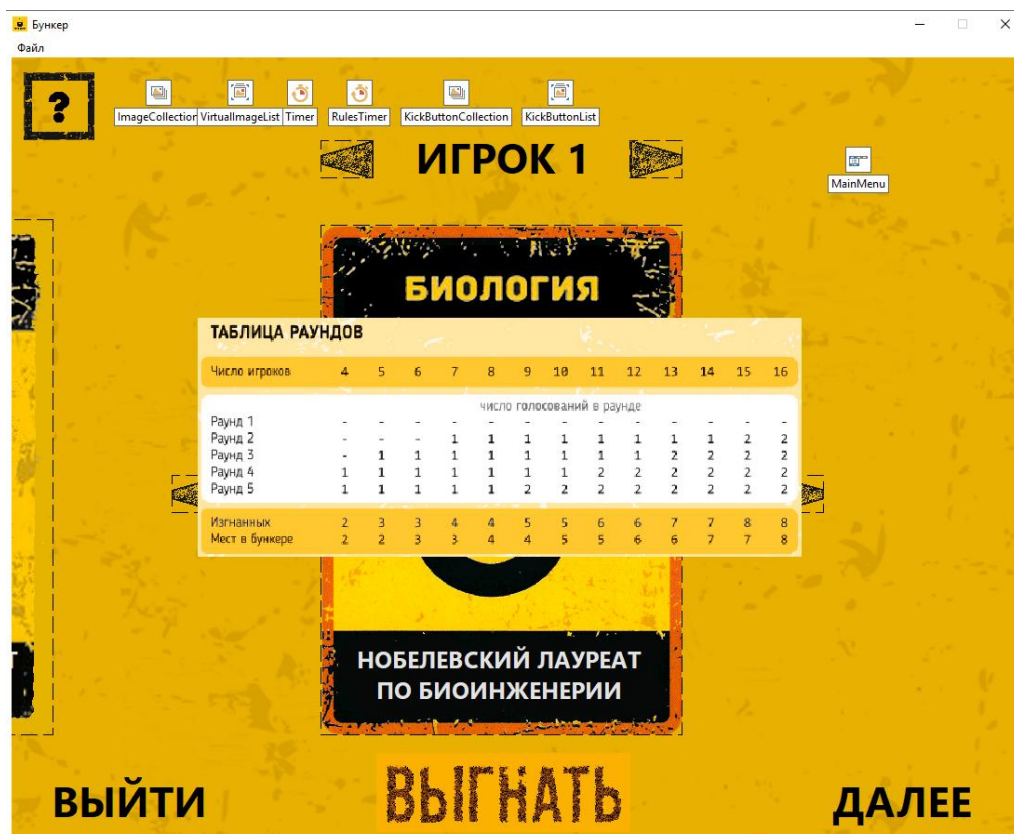 Бункер
Файл
?
ImageCollection VirtualImageList Timer RulesTimer KickButtonCollection KickButtonList
ИГРОК 1
MainMenu
БИОЛОГИЯ
ТАБЛИЦА РАУНДОВ
Число игроков 4 5 6 7 8 9 10 11 12 13 14 15 16
число голосований в раунде
Раунд 1 - - - - - - - - - - - - -
Раунд 2 - - - 1 1 1 1 1 1 1 1 2 2
Раунд 3 - 1 1 1 1 1 1 1 1 2 2 2 2
Раунд 4 1 1 1 1 1 1 1 2 2 2 2 2 2
Раунд 5 1 1 1 1 1 2 2 2 2 2 2 2 2
Изгнанных 2 3 3 4 4 5 5 6 6 7 7 8 8
Мест в бункере 2 2 3 3 4 4 5 5 6 6 7 7 8
НОБЕЛЕВСКИЙ ЛАУРЕАТ
ПО БИОИНЖЕНЕРИИ
ВЫЙТИ ВЫГНАТЬ ДАЛЕЕ